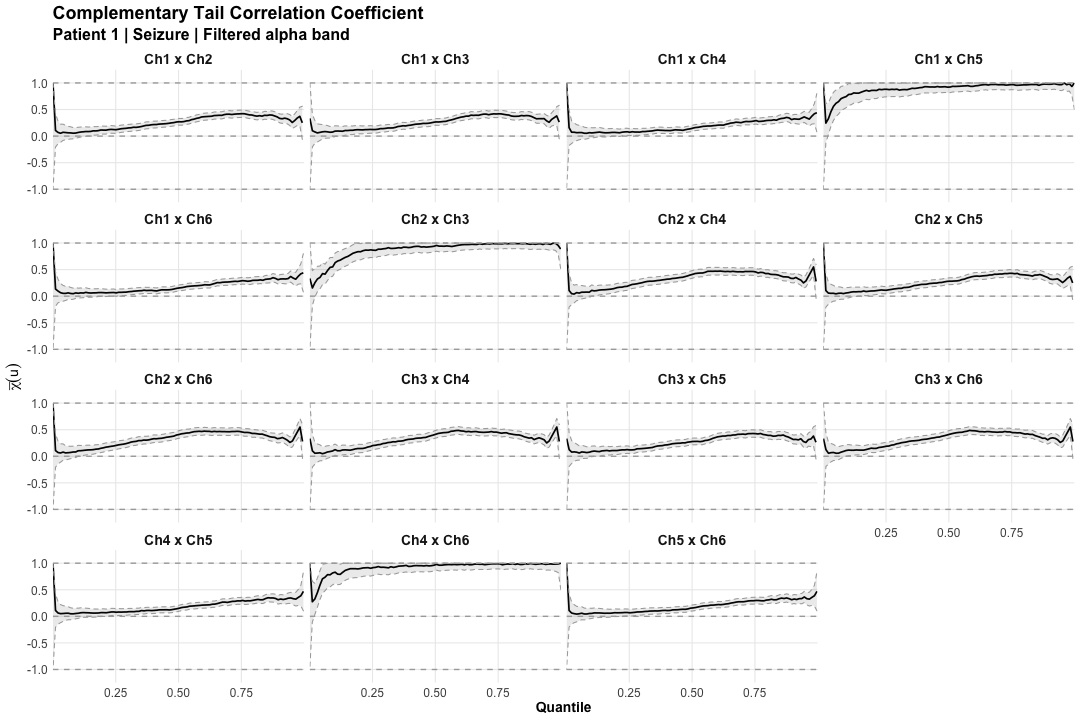 Complementary Tail Correlation Coefficient
Patient 1 | Seizure | Filtered alpha band
Ch1 x Ch2 Ch1 x Ch3 Ch1 x Ch4 Ch1 x Ch5
1.0
0.5
0.0
-0.5
-1.0
Ch1 x Ch6 Ch2 x Ch3 Ch2 x Ch4 Ch2 x Ch5
1.0
0.5
0.0
-0.5
-1.0
χ̅(u)
Ch2 x Ch6 Ch3 x Ch4 Ch3 x Ch5 Ch3 x Ch6
1.0
0.5
0.0
-0.5
-1.0
0.25 0.50 0.75
Ch4 x Ch5 Ch4 x Ch6 Ch5 x Ch6
1.0
0.5
0.0
-0.5
-1.0
0.25 0.50 0.75 0.25 0.50 0.75 0.25 0.50 0.75
Quantile